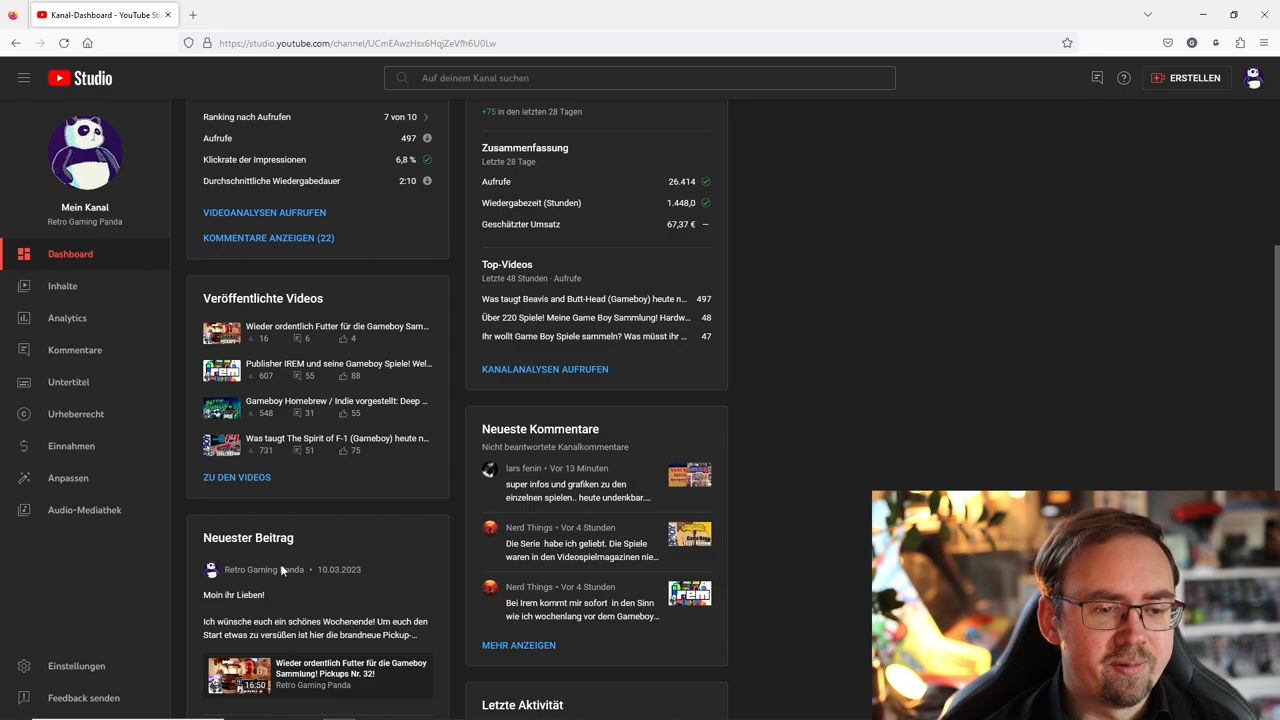 Kanal-Dashboard - YouTube Stu
https://studio.youtube.com/channel/UCmEAwzHsx6HqjZeVfh6U0Lw
Studio
Auf deinem Kanal suchen
ERSTELLEN
Mein Kanal
Retro Gaming Panda
Dashboard
Inhalte
Analytics
Kommentare
Untertitel
Urheberrecht
Einnahmen
Anpassen
Audio-Mediathek
Einstellungen
Feedback senden
Ranking nach Aufrufen 7 von 10
Aufrufe 497
Klickrate der Impressionen 6,8 %
Durchschnittliche Wiedergabedauer 2:10
VIDEOANALYSEN AUFRUFEN
KOMMENTARE ANZEIGEN (22)
Veröffentlichte Videos
Wieder ordentlich Futter für die Gameboy Sam...
16 6 4
Publisher IREM und seine Gameboy Spiele! Wel...
607 55 88
Gameboy Homebrew / Indie vorgestellt: Deep ...
548 31 55
Was taugt The Spirit of F-1 (Gameboy) heute n...
731 51 75
ZU DEN VIDEOS
Neuester Beitrag
Retro Gaming Panda • 10.03.2023
Moin ihr Lieben!
Ich wünsche euch ein schönes Wochenende! Um euch den
Start etwas zu versüßen ist hier die brandneue Pickup-...
16:50
Wieder ordentlich Futter für die Gameboy
Sammlung! Pickups Nr. 32!
Retro Gaming Panda
+75 in den letzten 28 Tagen
Zusammenfassung
Letzte 28 Tage
Aufrufe 26.414
Wiedergabezeit (Stunden) 1.448,0
Geschätzter Umsatz 67,37 € —
Top-Videos
Letzte 48 Stunden · Aufrufe
Was taugt Beavis and Butt-Head (Gameboy) heute n... 497
Über 220 Spiele! Meine Game Boy Sammlung! Hardw... 48
Ihr wollt Game Boy Spiele sammeln? Was müsst ihr ... 47
KANALANALYSEN AUFRUFEN
Neueste Kommentare
Nicht beantwortete Kanalkommentare
lars fenin • Vor 13 Minuten
super infos und grafiken zu den
einzelnen spielen.. heute undenkbar....
Nerd Things • Vor 4 Stunden
Die Serie habe ich geliebt. Die Spiele
waren in den Videospielmagazinen nie...
Nerd Things • Vor 4 Stunden
Bei Irem kommt mir sofort in den Sinn
wie ich wochenlang vor dem Gameboy...
irem
MEHR ANZEIGEN
Letzte Aktivität